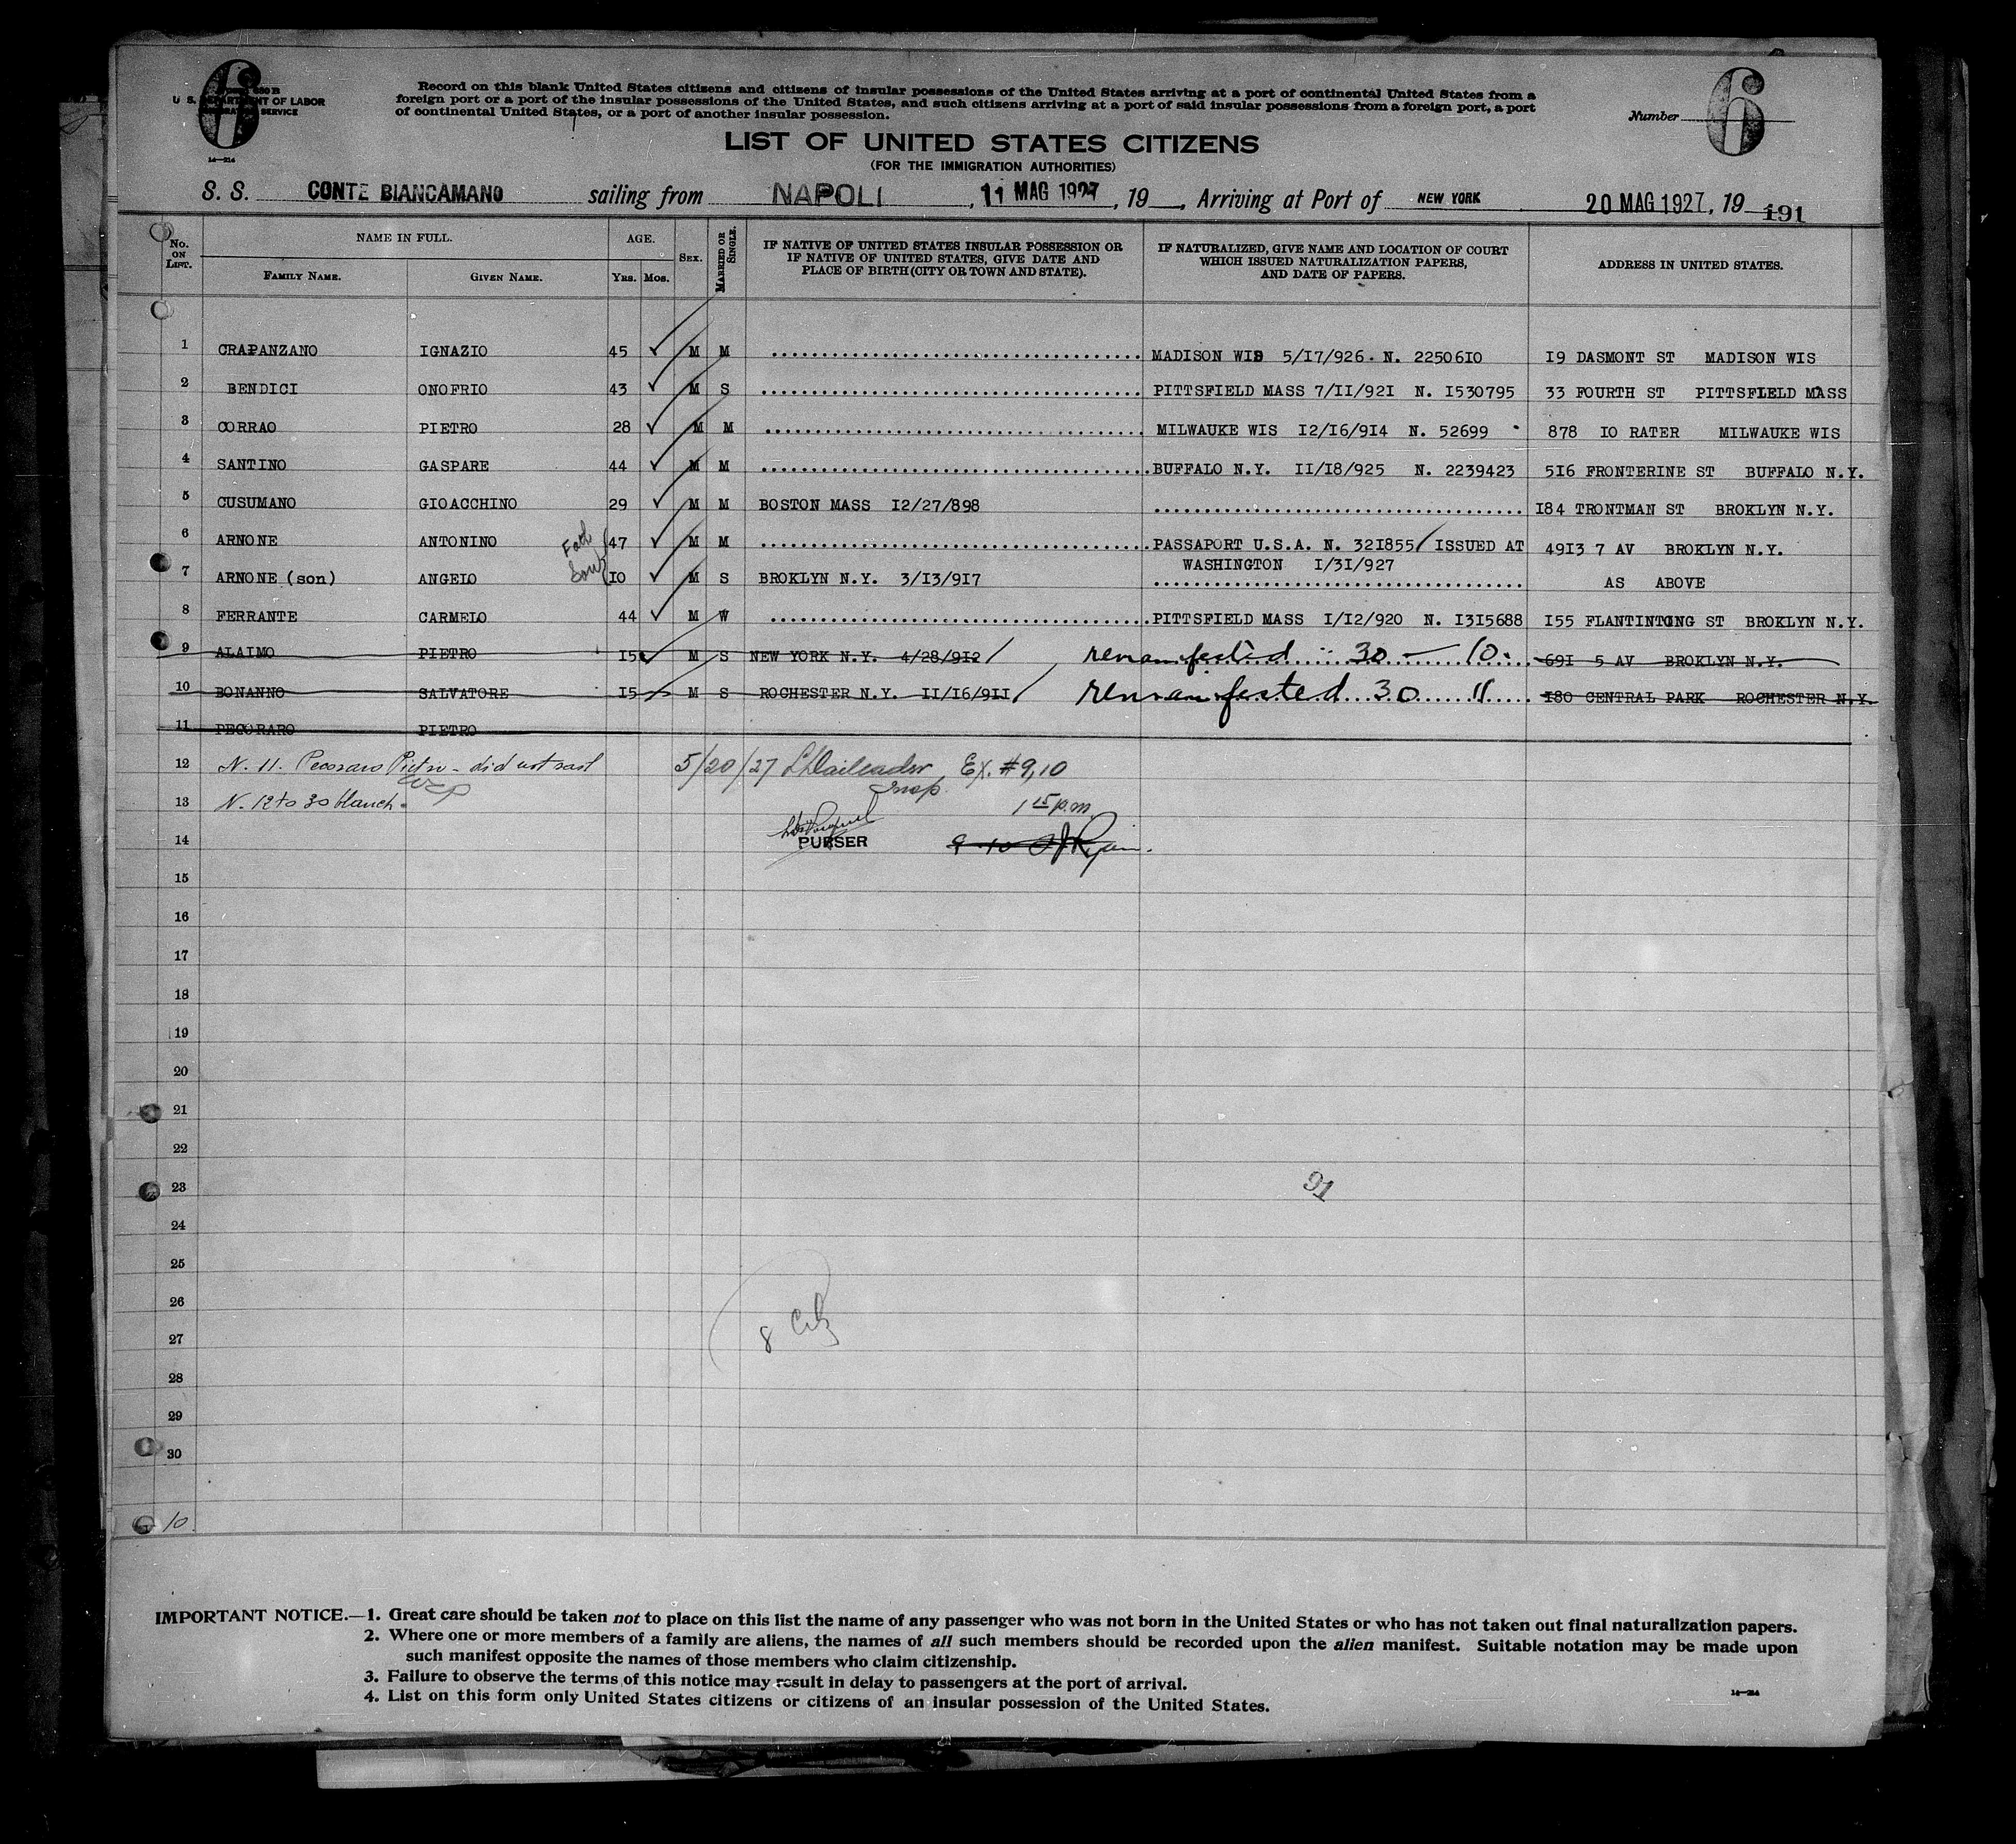 6
Form 630 B
U. S. DEPARTMENT OF LABOR
IMMIGRATION SERVICE
14—214
Record on this blank United States citizens and citizens of insular possessions of the United States arriving at a port of continental United States from a
foreign port or a port of the insular possessions of the United States, and such citizens arriving at a port of said insular possessions from a foreign port, a port
of continental United States, or a port of another insular possession.
Number 6
LIST OF UNITED STATES CITIZENS
(FOR THE IMMIGRATION AUTHORITIES)
S. S. CONTE BIANCAMANO sailing from NAPOLI, 11 MAG 1927, 19 , Arriving at Port of NEW YORK 20 MAG 1927, 19 191
No. ON LIST. NAME IN FULL. FAMILY NAME. GIVEN NAME. AGE. YRS. MOS. SEX. MARRIED OR SINGLE. IF NATIVE OF UNITED STATES INSULAR POSSESSION OR IF NATIVE OF UNITED STATES, GIVE DATE AND PLACE OF BIRTH (CITY OR TOWN AND STATE). IF NATURALIZED, GIVE NAME AND LOCATION OF COURT WHICH ISSUED NATURALIZATION PAPERS, AND DATE OF PAPERS. ADDRESS IN UNITED STATES.
1 CRAPANZANO IGNAZIO 45 M M MADISON WIS 5/17/926. N. 2250610 19 DASMONT ST MADISON WIS
2 BENDICI ONOFRIO 43 M S PITTSFIELD MASS 7/11/921 N. 1530795 33 FOURTH ST PITTSFLELD MASS
3 CORRAO PIETRO 28 M M MILWAUKE WIS 12/16/914 N. 52699 878 10 RATER MILWAUKE WIS
4 SANTINO GASPARE 44 M M BUFFALO N.Y. 11/18/925 N. 2239423 516 FRONTERINE ST BUFFALO N.Y.
5 CUSUMANO GIOACCHINO 29 M M BOSTON MASS 12/27/898 184 TRONTMAN ST BROKLYN N.Y.
6 ARNONE ANTONINO Fath 47 M M PASSAPORT U.S.A. N. 321855/ ISSUED AT 4913 7 AV BROKLYN N.Y.
WASHINGTON 1/31/927
7 ARNONE (son) ANGELO Son 10 M S BROKLYN N.Y. 3/13/917 AS ABOVE
8 FERRANTE CARMELO 44 M W PITTSFIELD MASS 1/12/920 N. 1315688 155 FLANTINTONG ST BROKLYN N.Y.
9 ALAIMO PIETRO 15 M S NEW YORK N.Y. 4/28/912 / remanifested 30 — 10. 691 5 AV BROKLYN N.Y.
10 BONANNO SALVATORE 15 M S ROCHESTER N.Y. 11/16/911 / remanifested 30 11 180 CENTRAL PARK ROCHESTER N.Y.
11 PECORARO PIETRO
12 N. 11. Pecoraro Pietro - did not sail 5/20/27 Ex. #9,10
Insp.
13 N. 12 to 30 blanch. 1 15 p.m.
14 PURSER 9-10 Ryan.
15
16
17
18
19
20
21
22
23
91
24
25
26
27
8 Citz
28
29
30
10
IMPORTANT NOTICE.—1. Great care should be taken not to place on this list the name of any passenger who was not born in the United States or who has not taken out final naturalization papers.
2. Where one or more members of a family are aliens, the names of all such members should be recorded upon the alien manifest. Suitable notation may be made upon
such manifest opposite the names of those members who claim citizenship.
3. Failure to observe the terms of this notice may result in delay to passengers at the port of arrival.
4. List on this form only United States citizens or citizens of an insular possession of the United States.
14—214